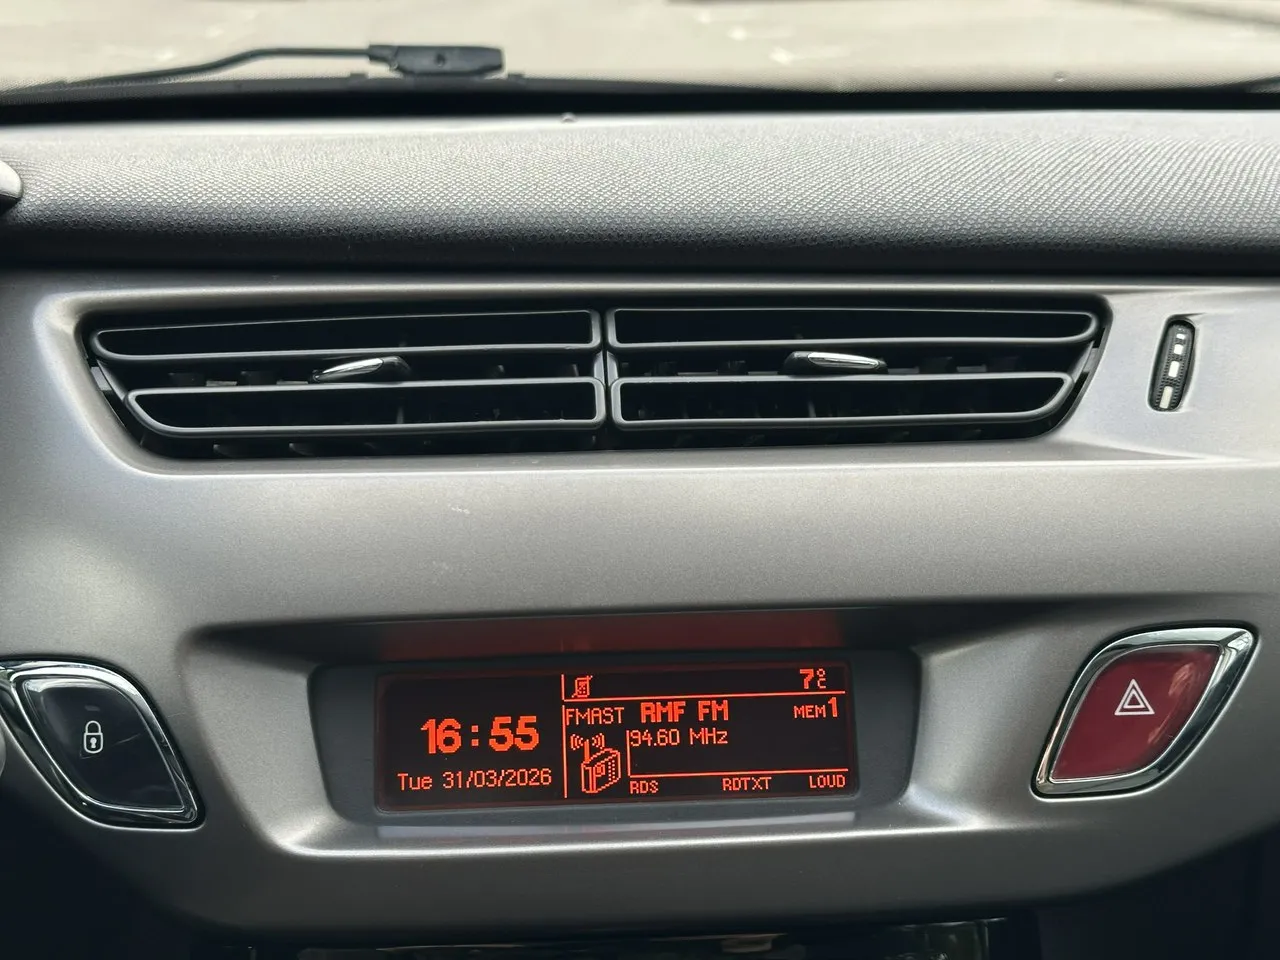 7°C
16:55
Tue 31/03/2026
FMAST RMF FM MEM1
94.60 MHz
RDS RDTXT LOUD